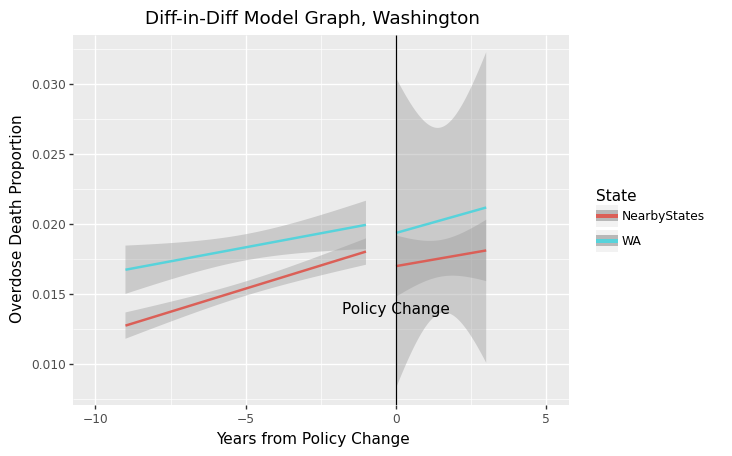 Diff-in-Diff Model Graph, Washington
Overdose Death Proportion
0.030
0.025
0.020
0.015
0.010
Policy Change
−10
−5
0
5
Years from Policy Change
State
NearbyStates
WA